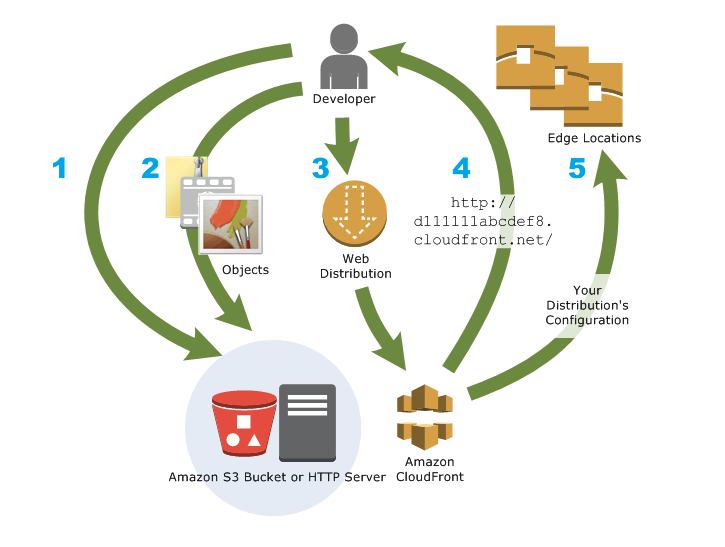 Developer
Edge Locations
1
2
3
4
5
http://
d111111abcdef8.
cloudfront.net/
Objects
Web
Distribution
Your
Distribution's
Configuration
Amazon S3 Bucket or HTTP Server
Amazon
CloudFront